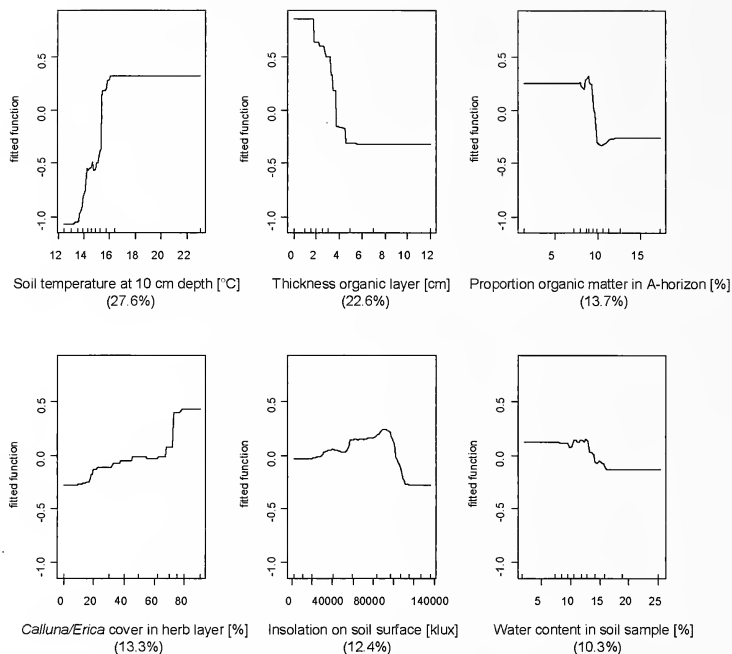 fitted function
-1.0 -0.5 0.0 0.5
12 14 16 18 20 22
Soil temperature at 10 cm depth [°C]
(27.6%)
fitted function
-1.0 -0.5 0.0 0.5
0 2 4 6 8 10 12
Thickness organic layer [cm]
(22.6%)
fitted function
-1.0 -0.5 0.0 0.5
5 10 15
Proportion organic matter in A-horizon [%]
(13.7%)
fitted function
-1.0 -0.5 0.0 0.5
0 20 40 60 80
Calluna/Erica cover in herb layer [%]
(13.3%)
fitted function
-1.0 -0.5 0.0 0.5
0 40000 80000 140000
Insolation on soil surface [klux]
(12.4%)
fitted function
-1.0 -0.5 0.0 0.5
5 10 15 20 25
Water content in soil sample [%]
(10.3%)